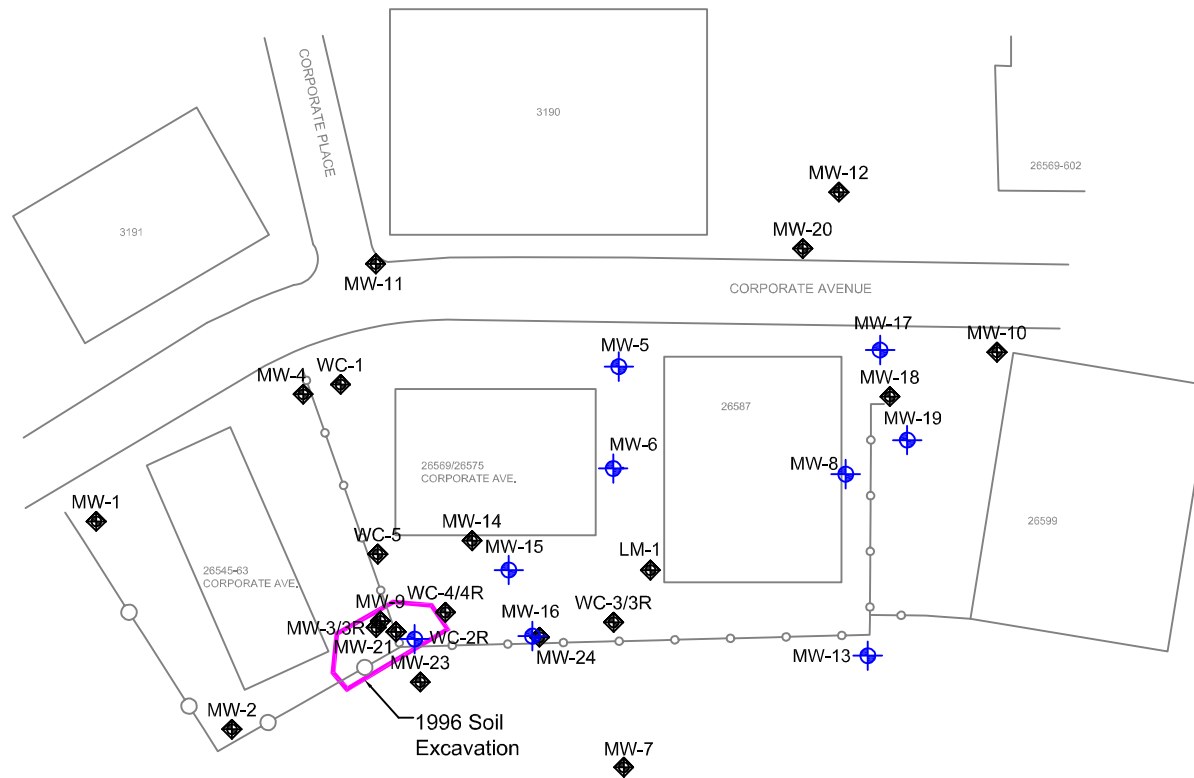 CORPORATE PLACE
3190
26569-602
MW-12
3191
MW-20
MW-11
CORPORATE AVENUE
MW-17
MW-10
MW-5
WC-1
MW-4
MW-18
26587
MW-19
MW-6
26569/26575
CORPORATE AVE.
MW-8
MW-1
MW-14
26599
WC-5
MW-15
LM-1
26545-63
CORPORATE AVE.
WC-4/4R
MW-9
MW-16
WC-3/3R
MW-3/3R
WC-2R
MW-21
MW-24
MW-13
MW-23
MW-2
1996 Soil
Excavation
MW-7